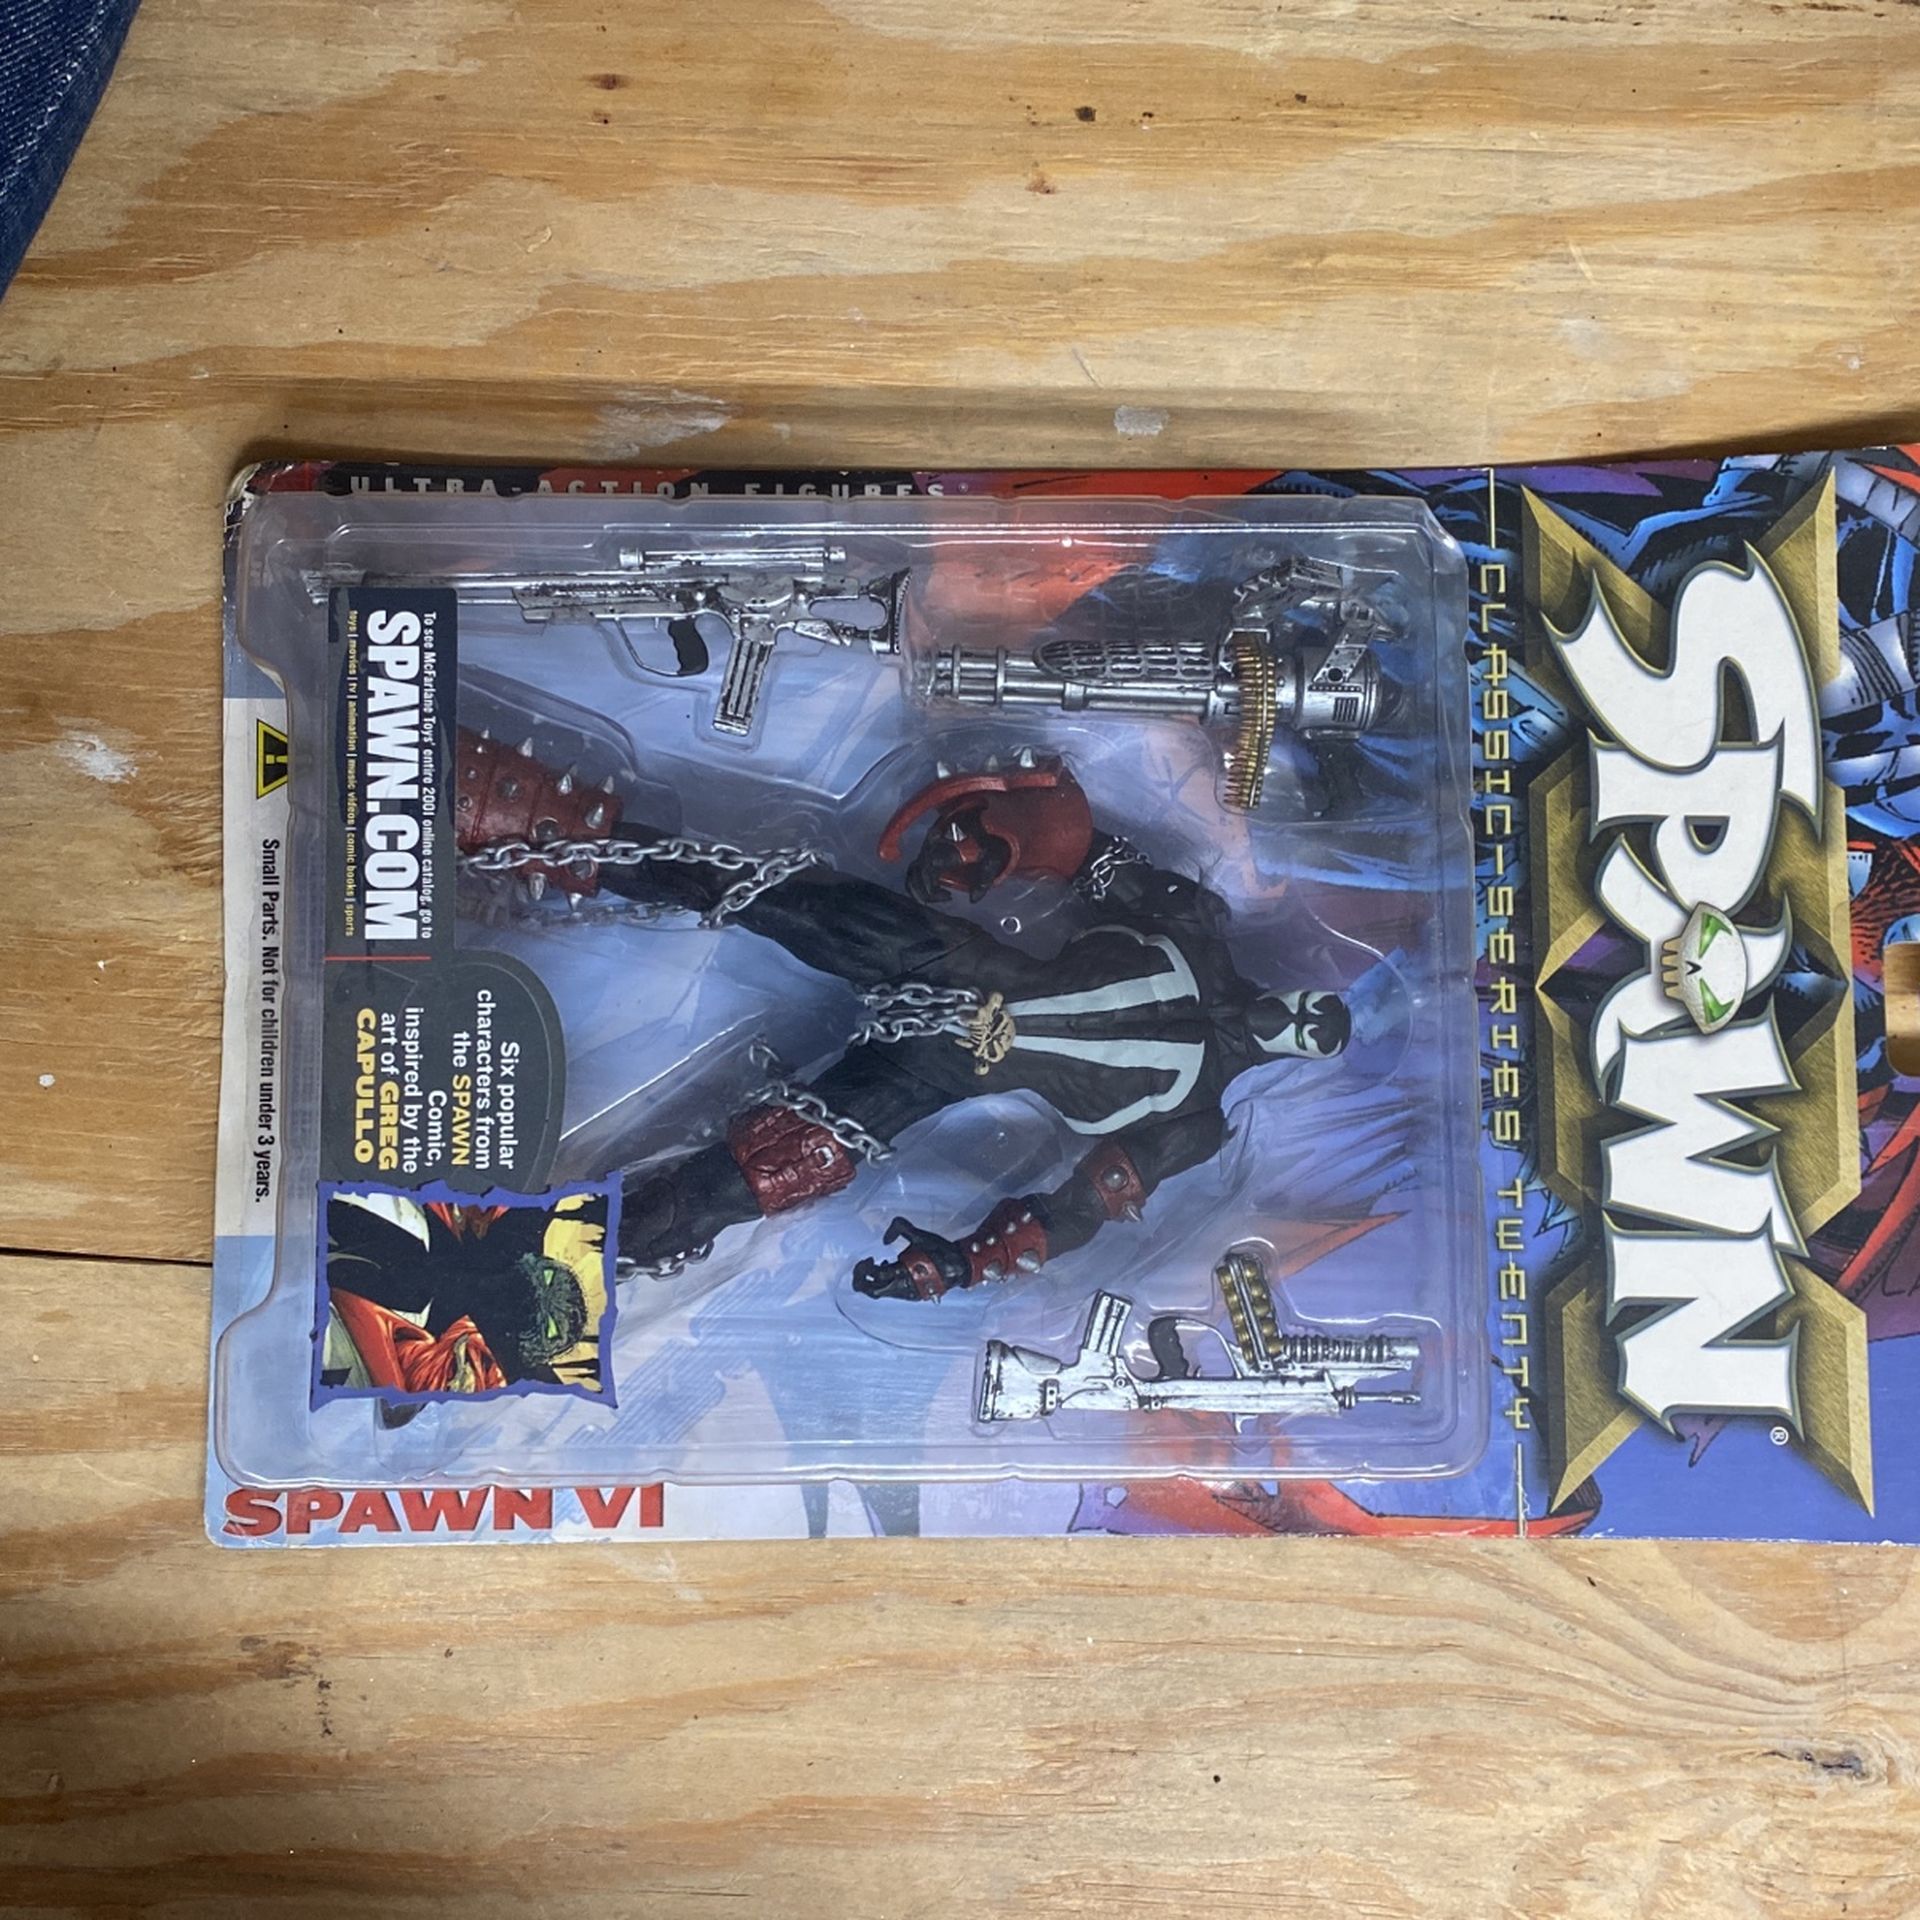 SPAWN®
CLASSIC-SERIES TWENTY
ULTRA-ACTION FIGURES®
To see McFarlane Toys' entire 2001 online catalog, go to
SPAWN.COM
toys | movies | tv | animation | music videos | comic books | sports
Six popular
characters from
the SPAWN
Comic,
inspired by the
art of GREG
CAPULLO
Small Parts. Not for children under 3 years.
SPAWN VI